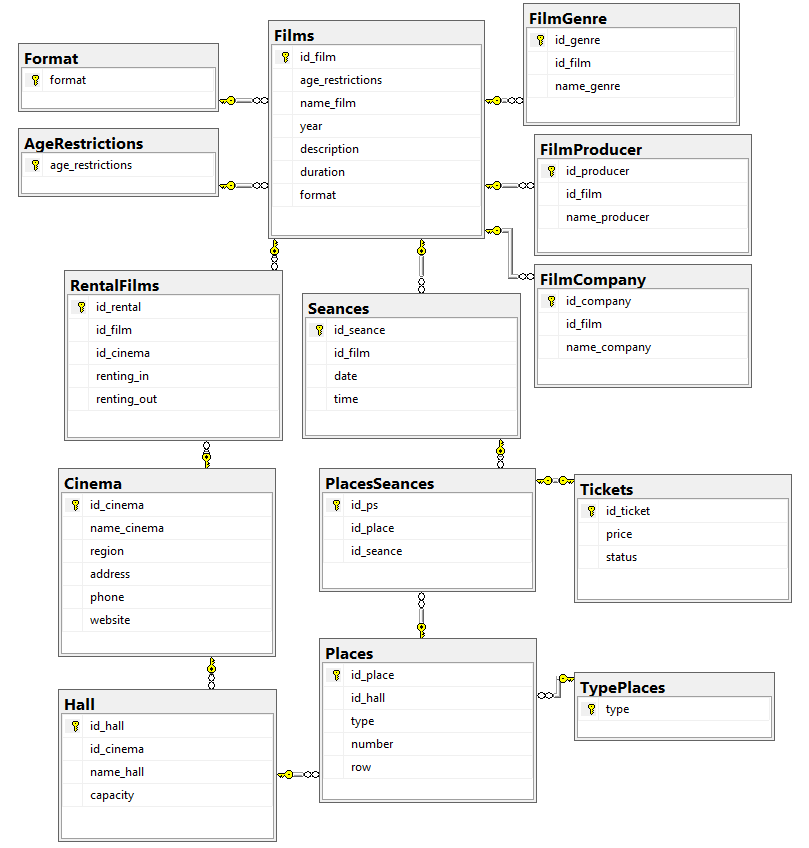 Format
format
AgeRestrictions
age_restrictions
Films
id_film
age_restrictions
name_film
year
description
duration
format
FilmGenre
id_genre
id_film
name_genre
FilmProducer
id_producer
id_film
name_producer
FilmCompany
id_company
id_film
name_company
RentalFilms
id_rental
id_film
id_cinema
renting_in
renting_out
Seances
id_seance
id_film
date
time
Cinema
id_cinema
name_cinema
region
address
phone
website
PlacesSeances
id_ps
id_place
id_seance
Tickets
id_ticket
price
status
Hall
id_hall
id_cinema
name_hall
capacity
Places
id_place
id_hall
type
number
row
TypePlaces
type